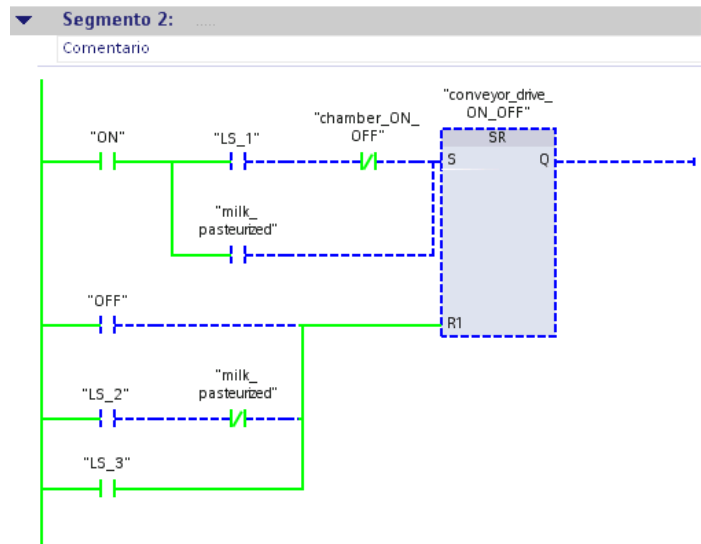 Segmento 2: .....
Comentario
"conveyor_drive_
ON_OFF"
"chamber_ON_
OFF"
"ON"
"LS_1"
SR
S
Q
"milk_
pasteurized"
"OFF"
R1
"milk_
pasteurized"
"LS_2"
"LS_3"